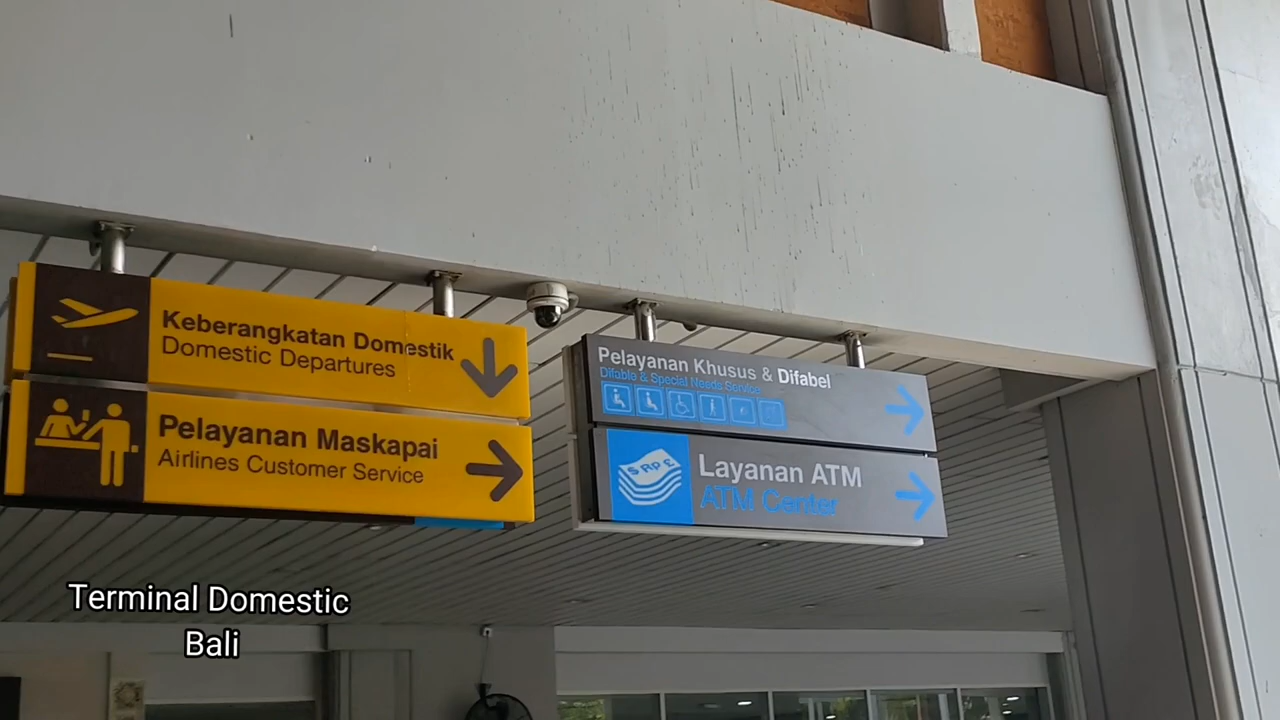 Keberangkatan Domestik
Domestic Departures
Pelayanan Maskapai
Airlines Customer Service
Pelayanan Khusus & Difabel
Difable & Special Needs Service
Layanan ATM
ATM Center
Terminal Domestic
Bali